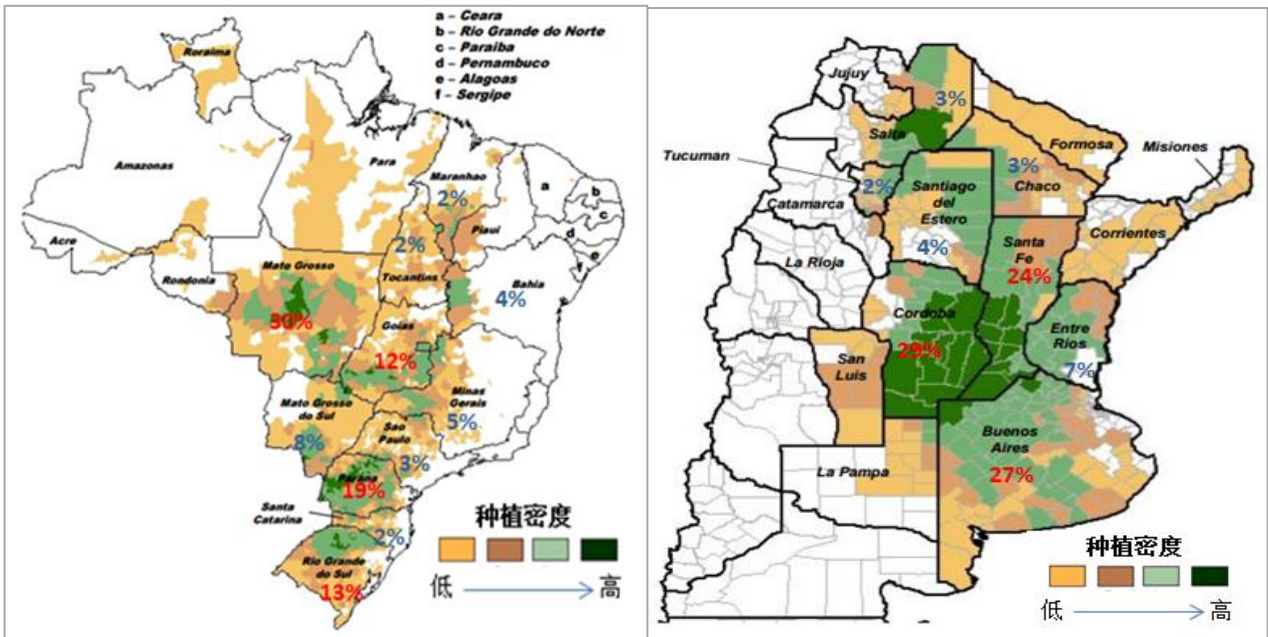 a – Ceara
b – Rio Grande do Norte
c – Paraiba
d – Pernambuco
e – Alagoas
f – Sergipe
Roraima
Amazonas
Para
Maranhao
2%
a
b
c
d
e
f
Piaui
Acre
Rondonia
Mato Grosso
30%
2%
Tocantins
Bahia
4%
Goias
12%
Minas
Gerais
5%
Mato Grosso
do Sul
8%
Sao
Paulo
3%
Parana
19%
Santa
Catarina
2%
Rio Grande
do Sul
13%
种植密度
低
高
Jujuy
3%
Salta
Formosa
Misiones
Tucuman
2%
3%
Chaco
Catamarca
Santiago
del
Estero
4%
Santa
Fe
24%
Corrientes
La Rioja
Cordoba
29%
Entre
Rios
7%
San
Luis
Buenos
Aires
27%
La Pampa
种植密度
低
高